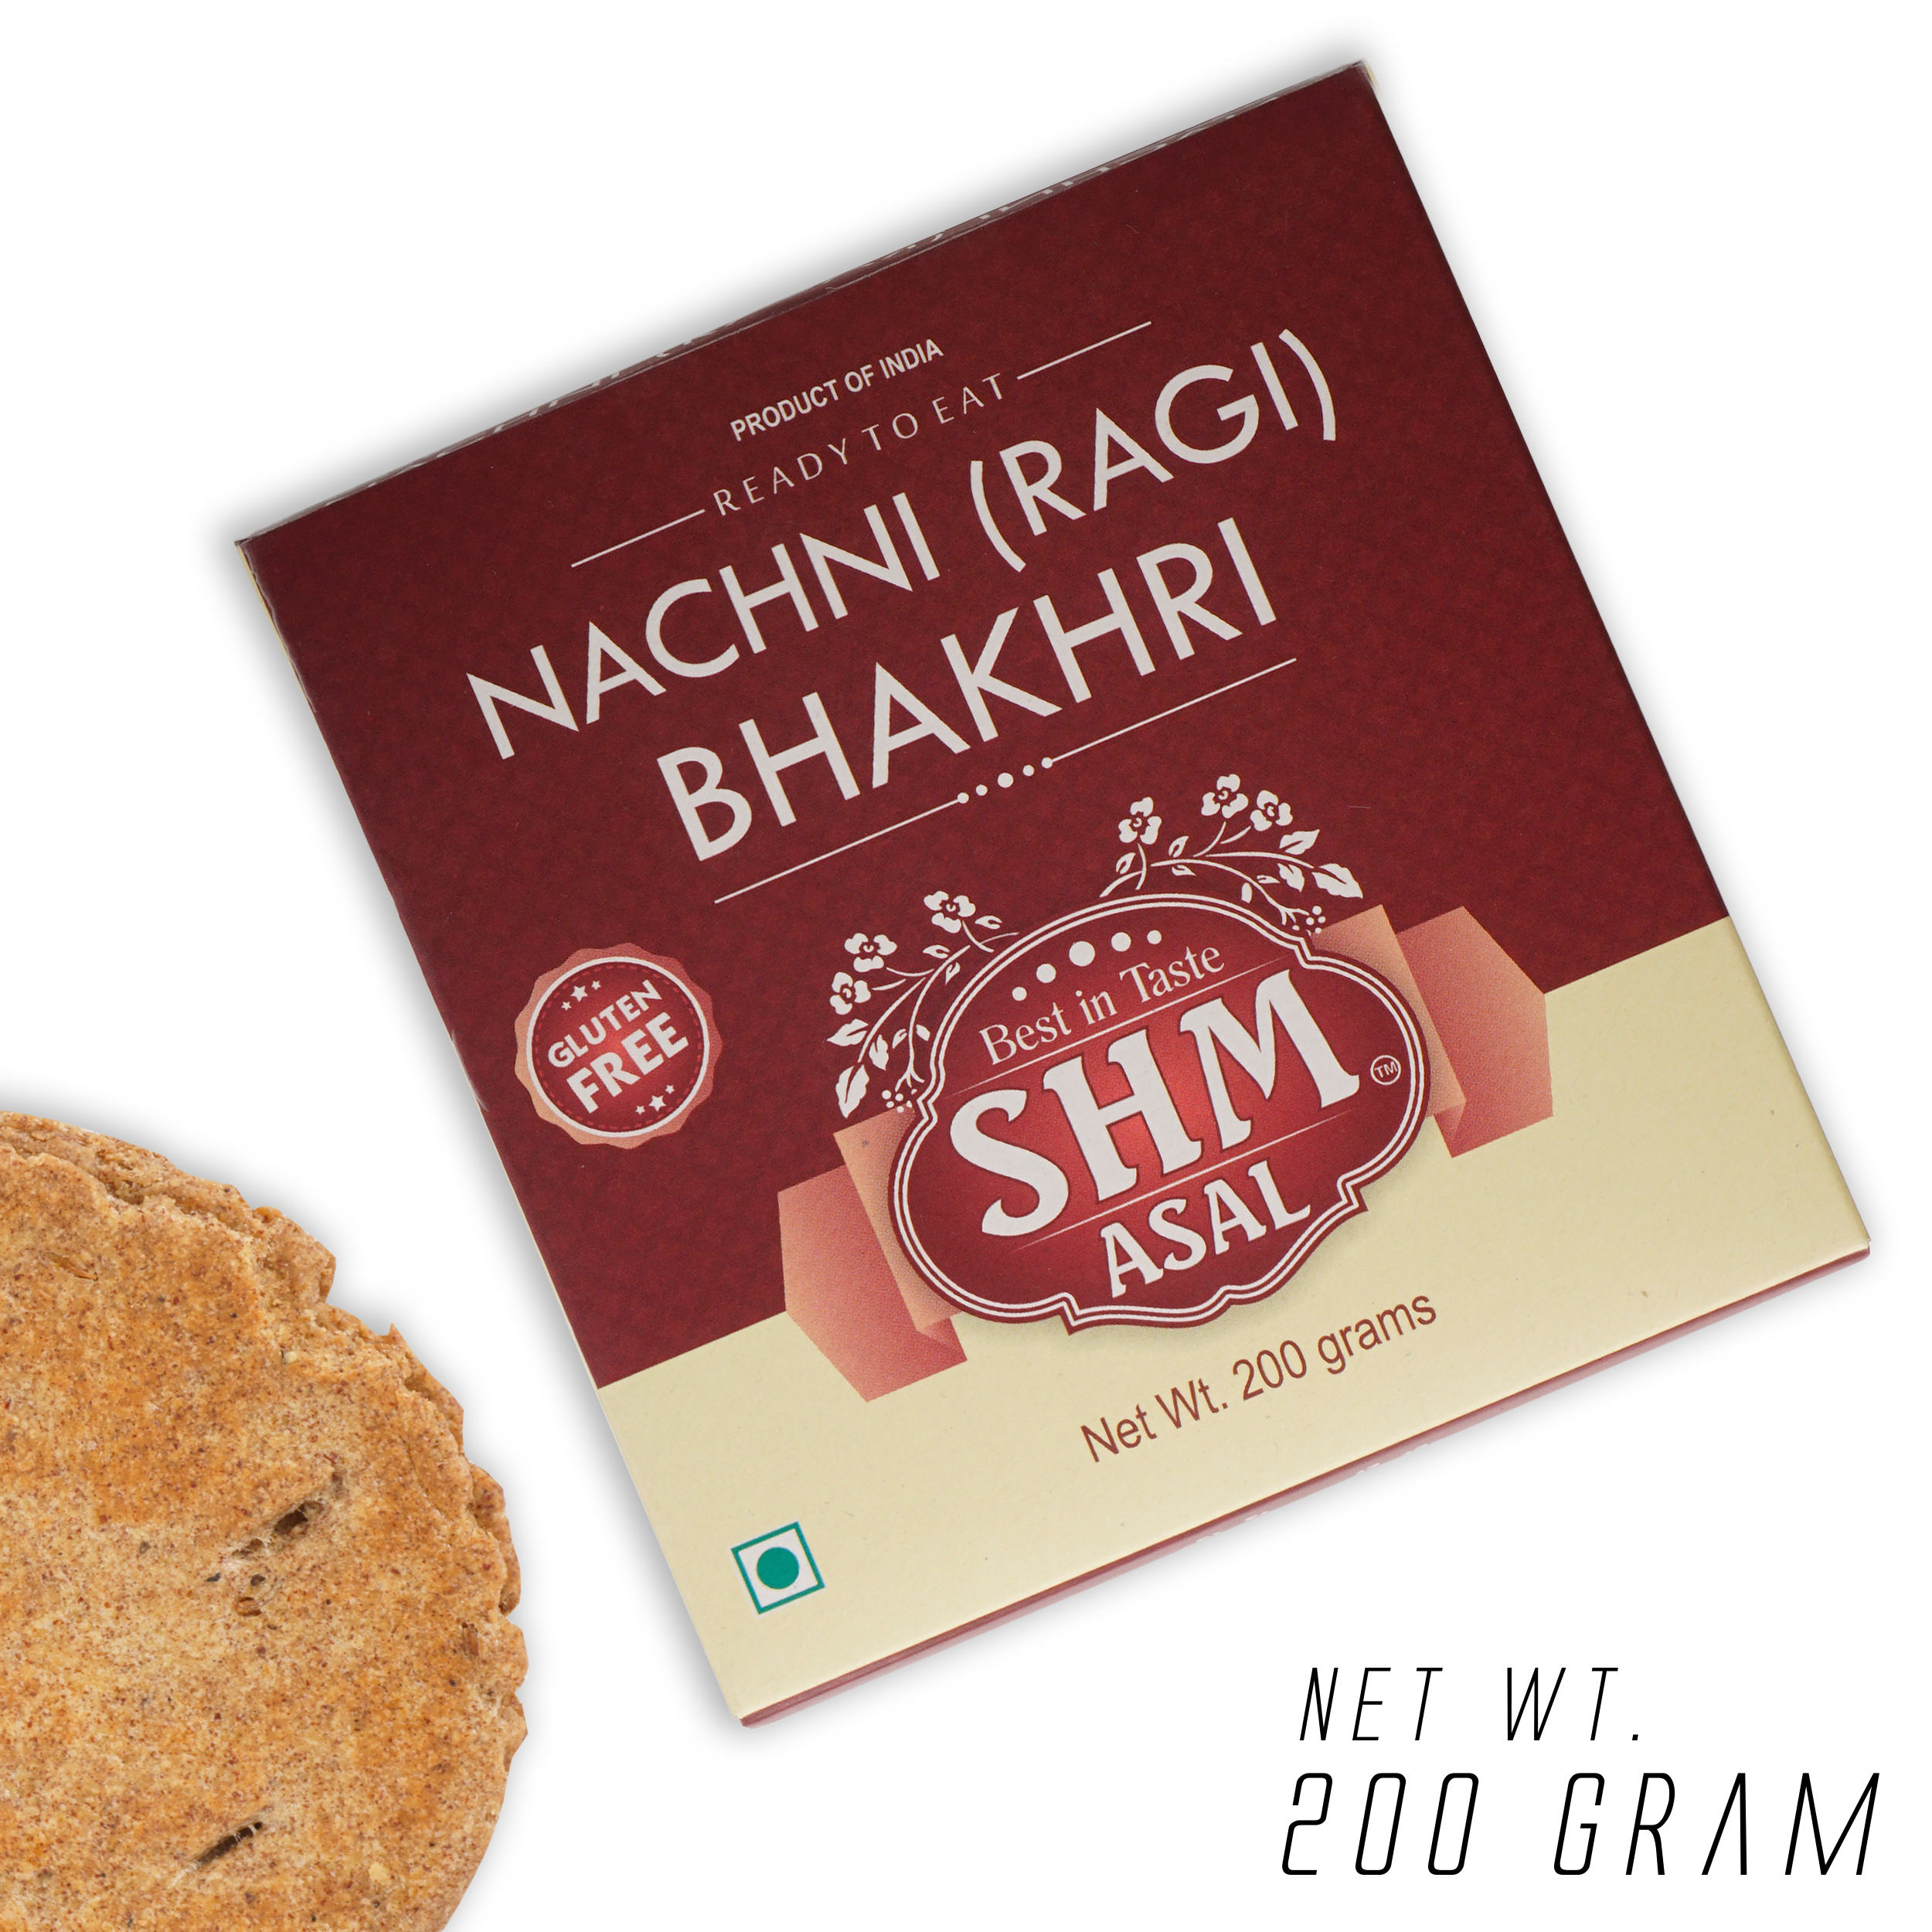 PRODUCT OF INDIA
READY TO EAT
NACHNI (RAGI)
BHAKHRI
GLUTEN
FREE
Best in Taste
SHM
TM
ASAL
Net Wt. 200 grams
NET WT.
200 GRAM